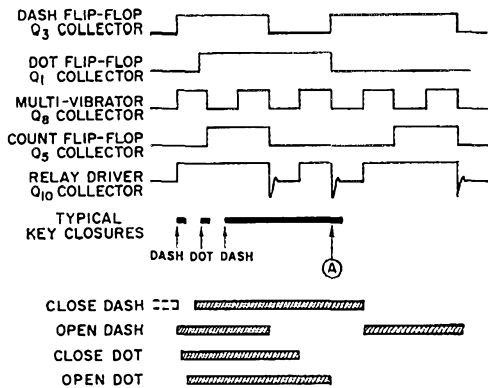 DASH FLIP-FLOP
Q3 COLLECTOR
DOT FLIP-FLOP
Q1 COLLECTOR
MULTI-VIBRATOR
Q8 COLLECTOR
COUNT FLIP-FLOP
Q5 COLLECTOR
RELAY DRIVER
Q10 COLLECTOR
TYPICAL
KEY CLOSURES
DASH DOT DASH
A
CLOSE DASH
OPEN DASH
CLOSE DOT
OPEN DOT